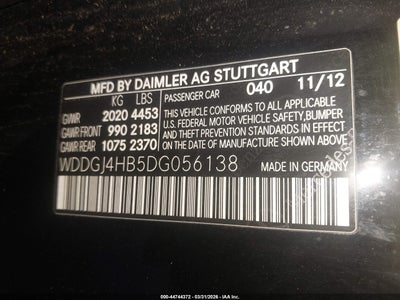 MFD BY DAIMLER AG STUTTGART
KG LBS PASSENGER CAR 040 11/12
GVWR 2020 4453
GAWR FRONT 990 2183
GAWR REAR 1075 2370
THIS VEHICLE CONFORMS TO ALL APPLICABLE
U.S. FEDERAL MOTOR VEHICLE SAFETY, BUMPER
AND THEFT PREVENTION STANDARDS IN EFFECT ON THE
DATE OF MANUFACTURE SHOWN ABOVE.
WDDGJ4HB5DG056138 MADE IN GERMANY
000-44744372 - 03/31/2026 - IAA, Inc.